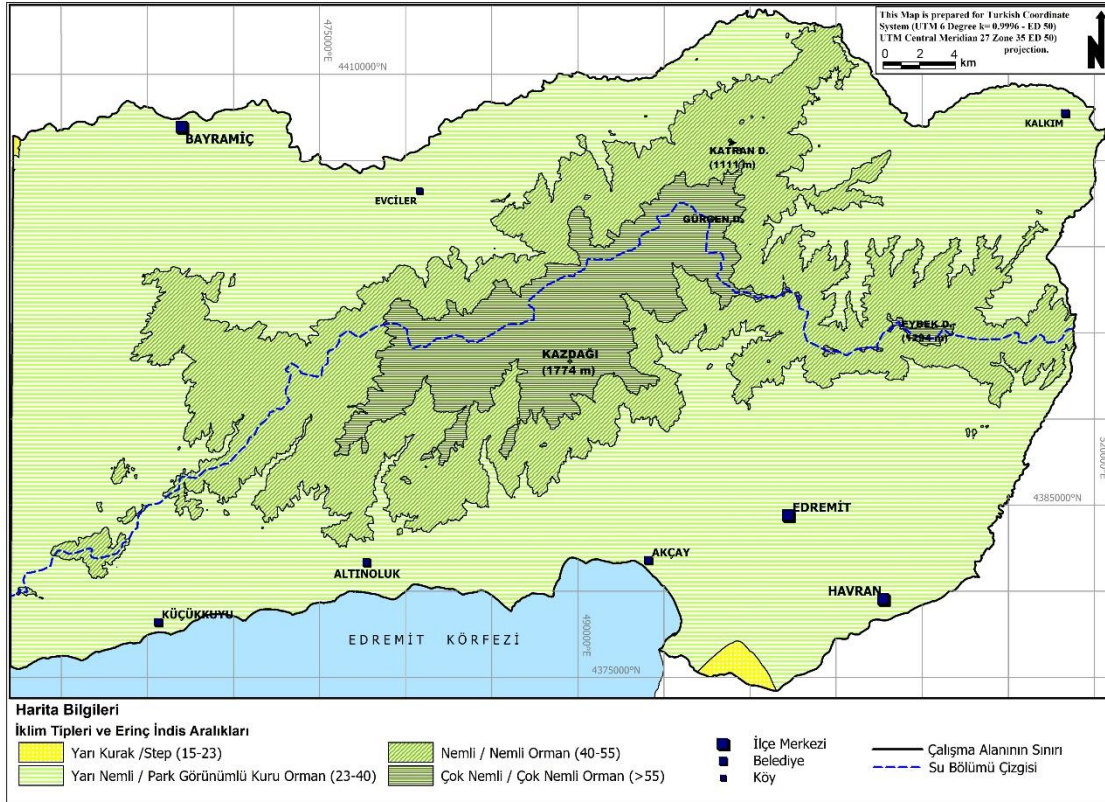 This Map is prepared for Turkish Coordinate
System (UTM 6 Degree k= 0.9996 - ED 50)
UTM Central Meridian 27 Zone 35 ED 50)
projection.
0 2 4
km
N
475000°E
4410000°N
BAYRAMİÇ
KALKIM
KATRAN D.
(1111 m)
EVCİLER
GÜRGEN D.
EYBEK D.
KAZDAĞI
(1774 m)
520000°E
4385000°N
EDREMİT
AKÇAY
ALTINOLUK
HAVRAN
KÜÇÜKKUYU
EDREMİT KÖRFEZİ
490000°E
4375000°N
Harita Bilgileri
İklim Tipleri ve Erinç İndis Aralıkları
Yarı Kurak /Step (15-23)
Yarı Nemli / Park Görünümlü Kuru Orman (23-40)
Nemli / Nemli Orman (40-55)
Çok Nemli / Çok Nemli Orman (>55)
İlçe Merkezi
Belediye
Köy
Çalışma Alanının Sınırı
Su Bölümü Çizgisi